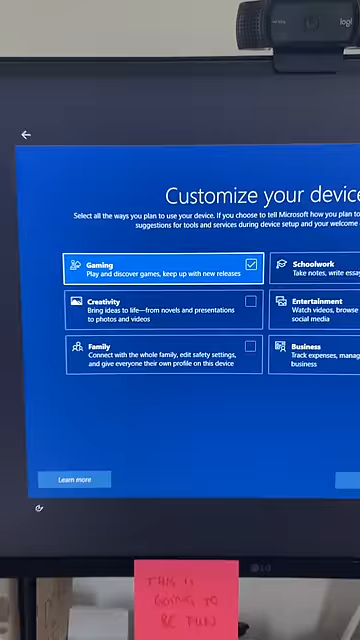 logi
Customize your device
Select all the ways you plan to use your device. If you choose to tell Microsoft how you plan to
suggestions for tools and services during device setup and your welcome
Gaming
Play and discover games, keep up with new releases
Schoolwork
Take notes, write essay
Creativity
Bring ideas to life—from novels and presentations
to photos and videos
Entertainment
Watch videos, browse
social media
Family
Connect with the whole family, edit safety settings,
and give everyone their own profile on this device
Business
Track expenses, manag
business
Learn more
LG
THIS IS
GOING TO
BE FUN